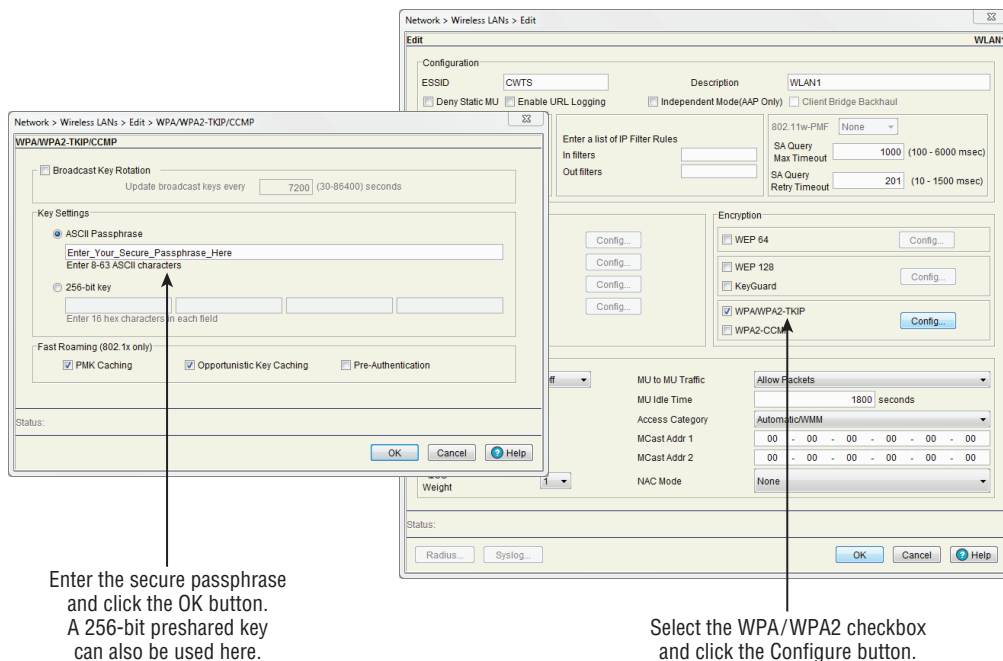 Network > Wireless LANs > Edit
Edit
WLAN1
Configuration
ESSID
CWTS
Description
WLAN1
Deny Static MU
Enable URL Logging
Independent Mode(AAP Only)
Client Bridge Backhaul
Enter a list of IP Filter Rules
In filters
Out filters
802.11w-PMF
None
SA Query
Max Timeout
1000
(100 - 6000 msec)
SA Query
Retry Timeout
201
(10 - 1500 msec)
Config...
Config...
Config...
Config...
Encryption
WEP 64
Config...
WEP 128
KeyGuard
Config...
WPA/WPA2-TKIP
Config...
MU to MU Traffic
Allow Packets
MU Idle Time
1800
seconds
Access Category
Automatic/WMM
MCast Addr 1
00 - 00 - 00 - 00 - 00 - 00
MCast Addr 2
00 - 00 - 00 - 00 - 00 - 00
Weight
1
NAC Mode
None
Status:
Radius...
Syslog...
OK
Cancel
Help
Network > Wireless LANs > Edit > WPA/WPA2-TKIP/CCMP
WPA/WPA2-TKIP/CCMP
Broadcast Key Rotation
Update broadcast keys every
7200
(30-86400) seconds
Key Settings
ASCII Passphrase
Enter_Your_Secure_Passphrase_Here
Enter 8-63 ASCII characters
256-bit key
Enter 16 hex characters in each field
Fast Roaming (802.1x only)
PMK Caching
Opportunistic Key Caching
Pre-Authentication
Status:
OK
Cancel
Help
Enter the secure passphrase
and click the OK button.
A 256-bit preshared key
can also be used here.
Select the WPA/WPA2 checkbox
and click the Configure button.